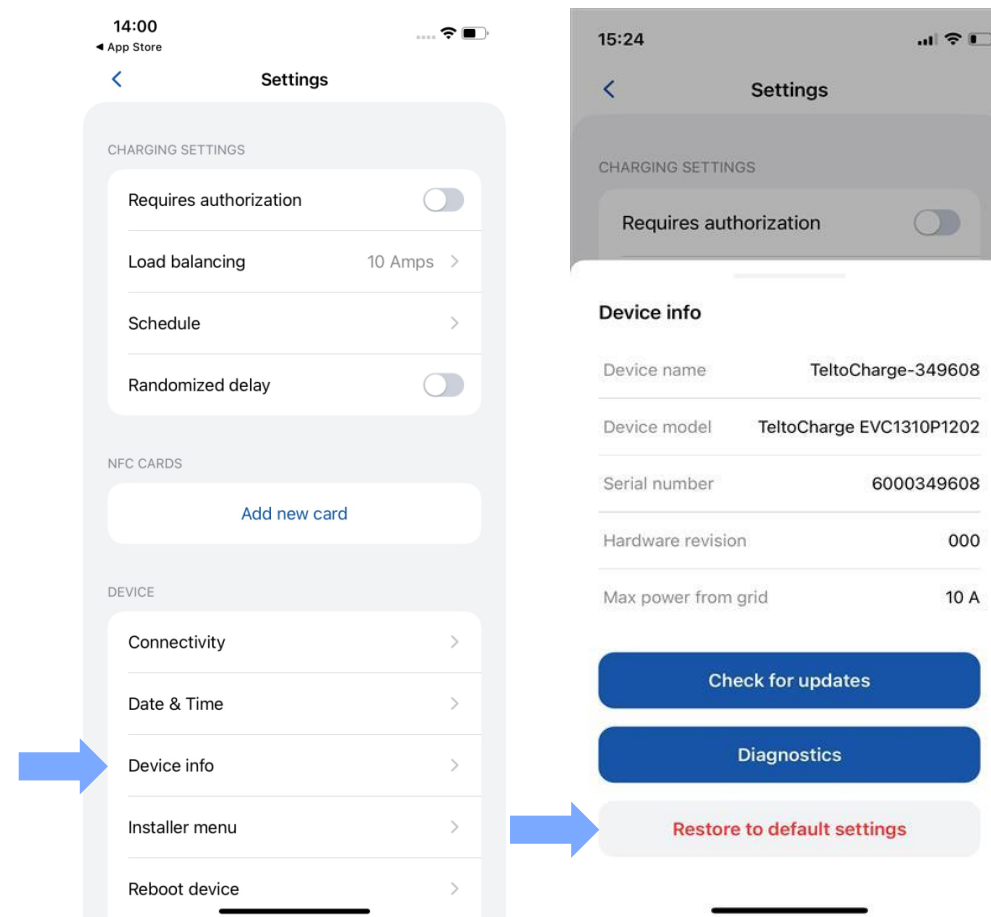 14:00
App Store
Settings
CHARGING SETTINGS
Requires authorization
Load balancing 10 Amps
Schedule
Randomized delay
NFC CARDS
Add new card
DEVICE
Connectivity
Date & Time
Device info
Installer menu
Reboot device
15:24
Settings
CHARGING SETTINGS
Requires authorization
Device info
Device name TeltoCharge-349608
Device model TeltoCharge EVC1310P1202
Serial number 6000349608
Hardware revision 000
Max power from grid 10 A
Check for updates
Diagnostics
Restore to default settings